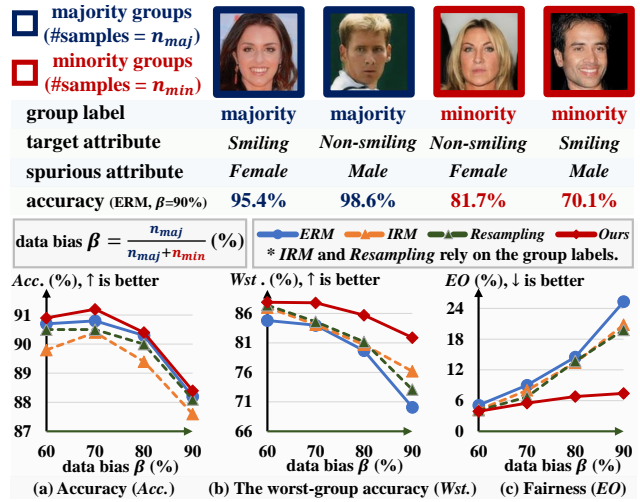 majority groups
(#samples = n_maj)
minority groups
(#samples = n_min)
group label majority majority minority minority
target attribute Smiling Non-smiling Non-smiling Smiling
spurious attribute Female Male Female Male
accuracy (ERM, β=90%) 95.4% 98.6% 81.7% 70.1%
data bias β = n_maj / n_maj+n_min (%)
ERM IRM Resampling Ours
* IRM and Resampling rely on the group labels.
Acc. (%), ↑ is better
91
90
89
88
87
60 70 80 90
data bias β (%)
(a) Accuracy (Acc.)
Wst. (%), ↑ is better
86
81
76
71
66
60 70 80 90
data bias β (%)
(b) The worst-group accuracy (Wst.)
EO (%), ↓ is better
24
18
12
6
0
60 70 80 90
data bias β (%)
(c) Fairness (EO)